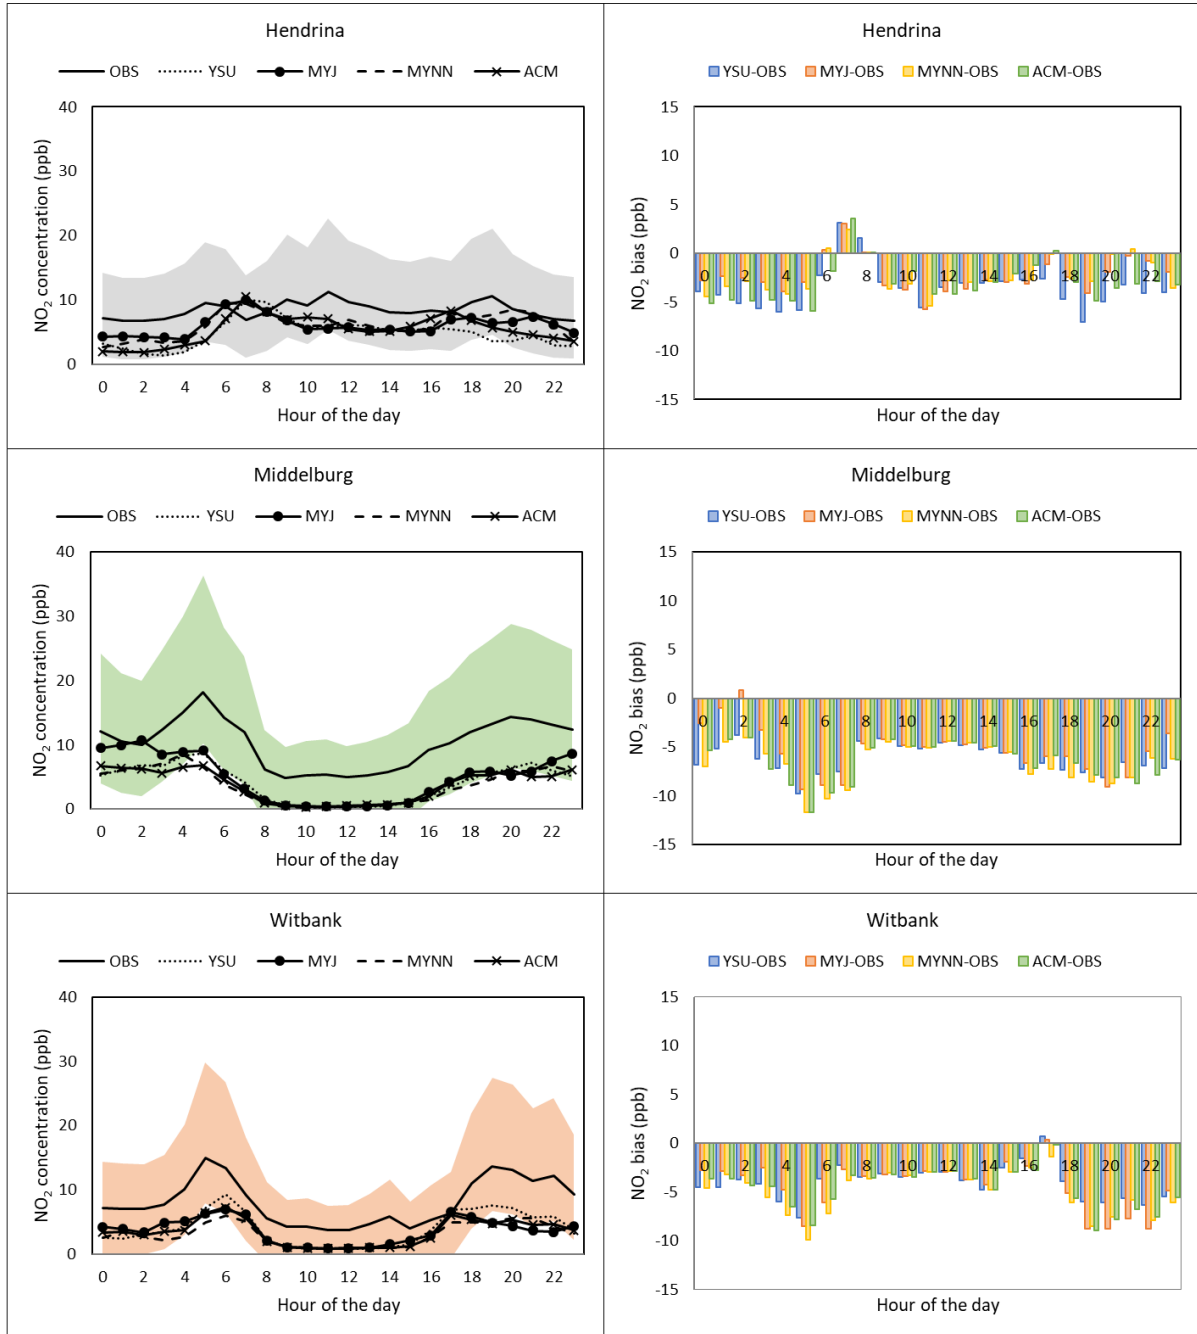 Hendrina
OBS YSU MYJ MYNN ACM
40
30
20
10
0
NO₂ concentration (ppb)
0 2 4 6 8 10 12 14 16 18 20 22
Hour of the day
Hendrina
YSU-OBS MYJ-OBS MYNN-OBS ACM-OBS
15
10
5
0
-5
-10
-15
NO₂ bias (ppb)
0 2 4 6 8 10 12 14 16 18 20 22
Hour of the day
Middelburg
OBS YSU MYJ MYNN ACM
40
30
20
10
0
NO₂ concentration (ppb)
0 2 4 6 8 10 12 14 16 18 20 22
Hour of the day
Middelburg
YSU-OBS MYJ-OBS MYNN-OBS ACM-OBS
15
10
5
0
-5
-10
-15
NO₂ bias (ppb)
0 2 4 6 8 10 12 14 16 18 20 22
Hour of the day
Witbank
OBS YSU MYJ MYNN ACM
40
30
20
10
0
NO₂ concentration (ppb)
0 2 4 6 8 10 12 14 16 18 20 22
Hour of the day
Witbank
YSU-OBS MYJ-OBS MYNN-OBS ACM-OBS
15
10
5
0
-5
-10
-15
NO₂ bias (ppb)
0 2 4 6 8 10 12 14 16 18 20 22
Hour of the day